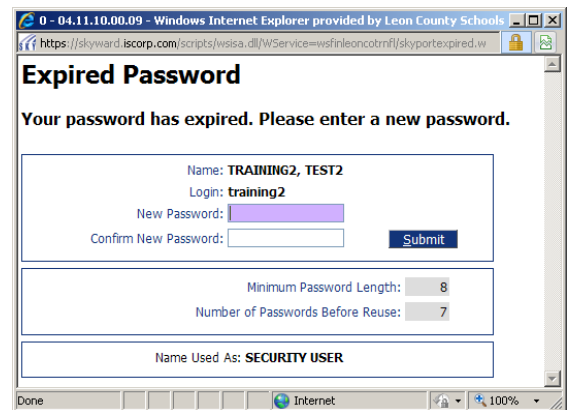 0 - 04.11.10.00.09 - Windows Internet Explorer provided by Leon County Schools
https://skyward.iscorp.com/scripts/wsisa.dll/WService=wsfinleoncotrnfl/skyportexpired.w
Expired Password
Your password has expired. Please enter a new password.
Name: TRAINING2, TEST2
Login: training2
New Password:
Confirm New Password: Submit
Minimum Password Length: 8
Number of Passwords Before Reuse: 7
Name Used As: SECURITY USER
Done Internet 100%